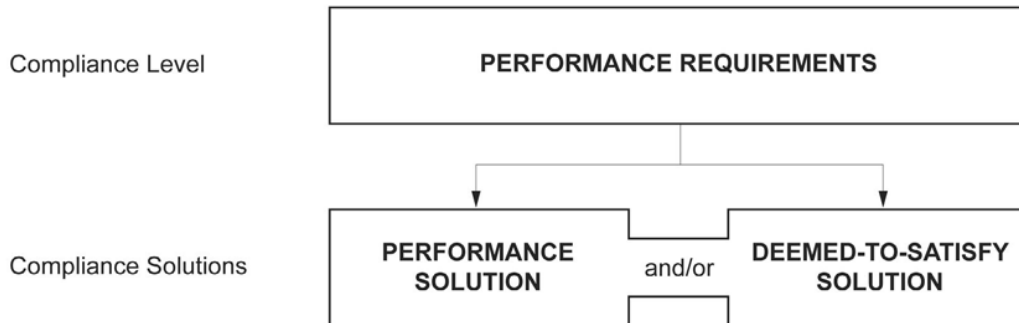 Compliance Level
PERFORMANCE REQUIREMENTS
Compliance Solutions
PERFORMANCE
SOLUTION
and/or
DEEMED-TO-SATISFY
SOLUTION